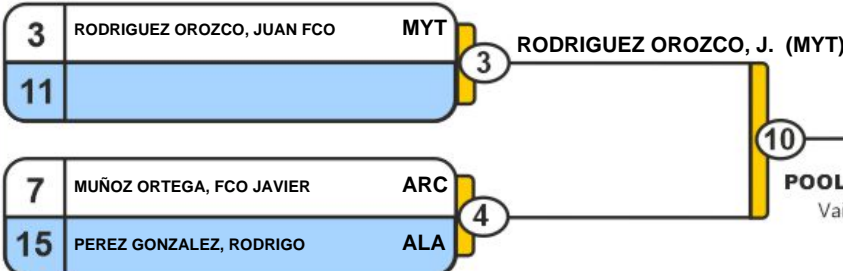 3 RODRIGUEZ OROZCO, JUAN FCO MYT
11
3
RODRIGUEZ OROZCO, J. (MYT)
10
7 MUÑOZ ORTEGA, FCO JAVIER ARC
15 PEREZ GONZALEZ, RODRIGO ALA
4
POOL
Vai